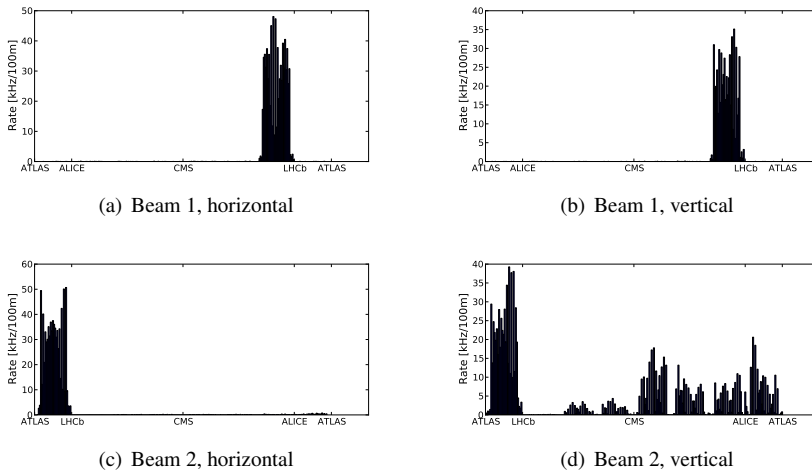 Rate [kHz/100m]
50
40
30
20
10
0
ATLAS ALICE CMS LHCb ATLAS
(a) Beam 1, horizontal
Rate [kHz/100m]
40
35
30
25
20
15
10
5
0
ATLAS ALICE CMS LHCb ATLAS
(b) Beam 1, vertical
Rate [kHz/100m]
60
50
40
30
20
10
0
ATLAS LHCb CMS ALICE ATLAS
(c) Beam 2, horizontal
Rate [kHz/100m]
40
35
30
25
20
15
10
5
0
ATLAS LHCb CMS ALICE ATLAS
(d) Beam 2, vertical